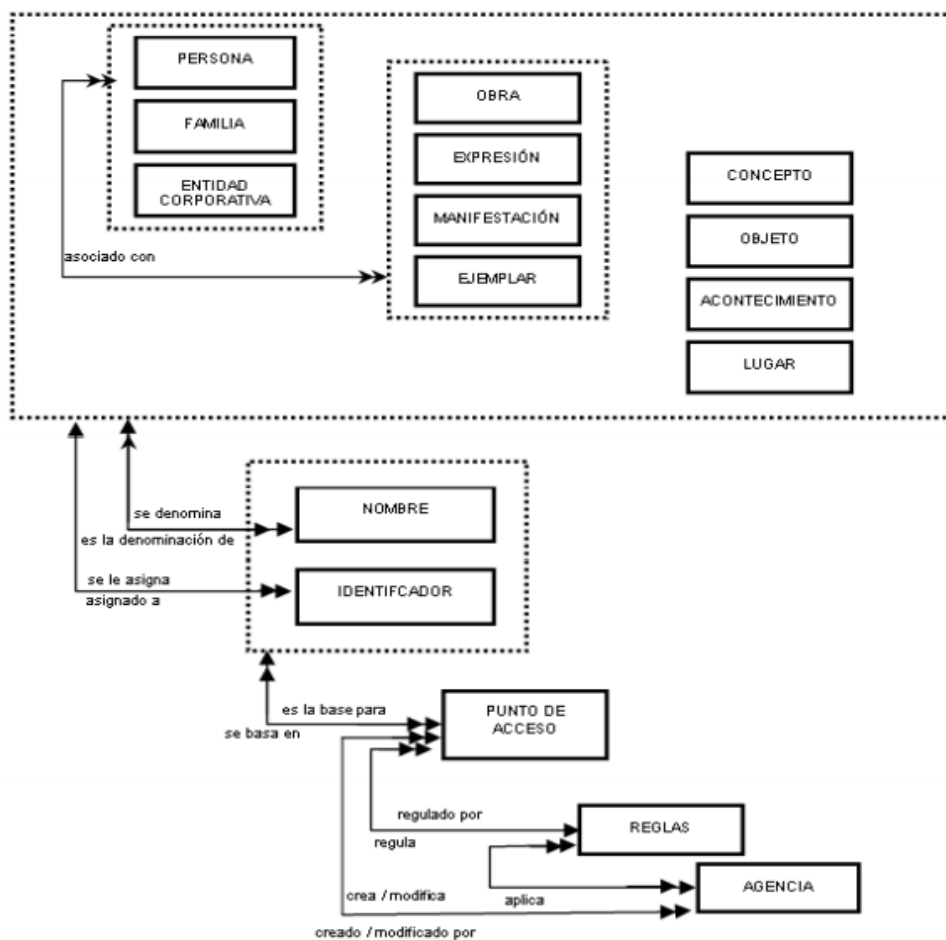 PERSONA
FAMILIA
ENTIDAD
CORPORATIVA
asociado con
OBRA
EXPRESIÓN
MANIFESTACIÓN
EJEMPLAR
CONCEPTO
OBJETO
ACONTECIMIENTO
LUGAR
se denomina
es la denominación de
se le asigna
asignado a
NOMBRE
IDENTIFCADOR
es la base para
se basa en
PUNTO DE
ACCESO
regulado por
regula
REGLAS
crea / modifica
aplica
AGENCIA
creado / modificado por